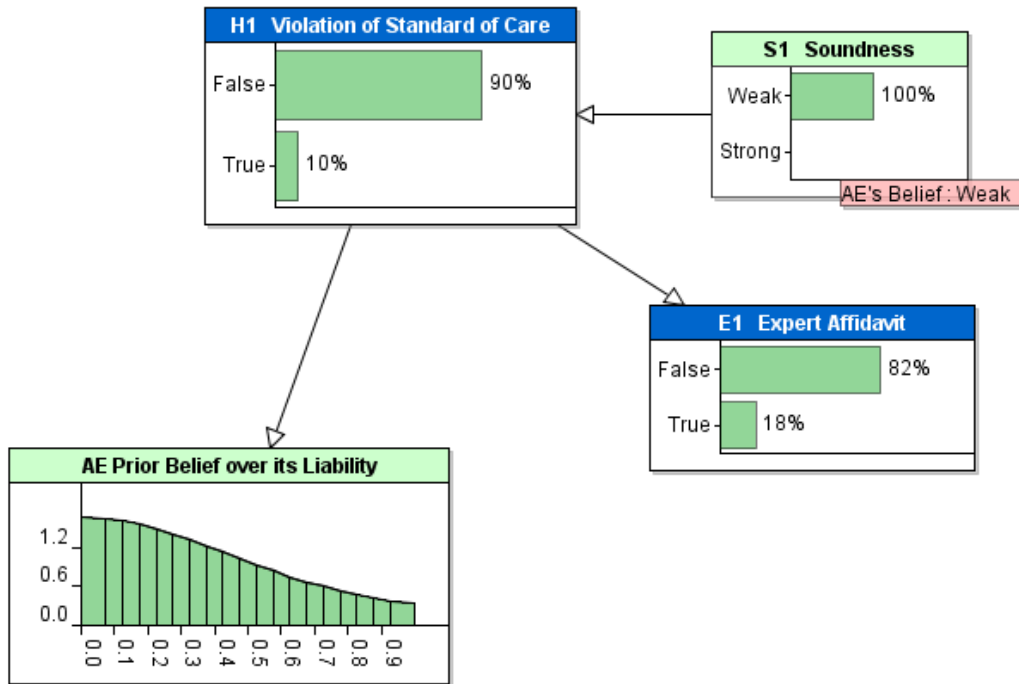 H1 Violation of Standard of Care
False
90%
True
10%
S1 Soundness
Weak
100%
Strong
AE's Belief : Weak
E1 Expert Affidavit
False
82%
True
18%
AE Prior Belief over its Liability
1.2
0.6
0.0
0.0 0.1 0.2 0.3 0.4 0.5 0.6 0.7 0.8 0.9